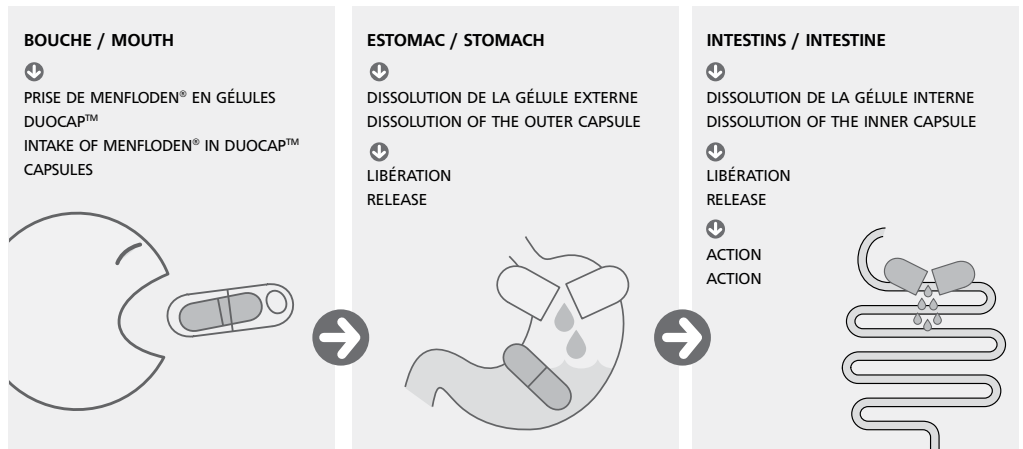 BOUCHE / MOUTH
PRISE DE MENFLODEN® EN GÉLULES
DUOCAP™
INTAKE OF MENFLODEN® IN DUOCAP™
CAPSULES
ESTOMAC / STOMACH
DISSOLUTION DE LA GÉLULE EXTERNE
DISSOLUTION OF THE OUTER CAPSULE
LIBÉRATION
RELEASE
INTESTINS / INTESTINE
DISSOLUTION DE LA GÉLULE INTERNE
DISSOLUTION OF THE INNER CAPSULE
LIBÉRATION
RELEASE
ACTION
ACTION